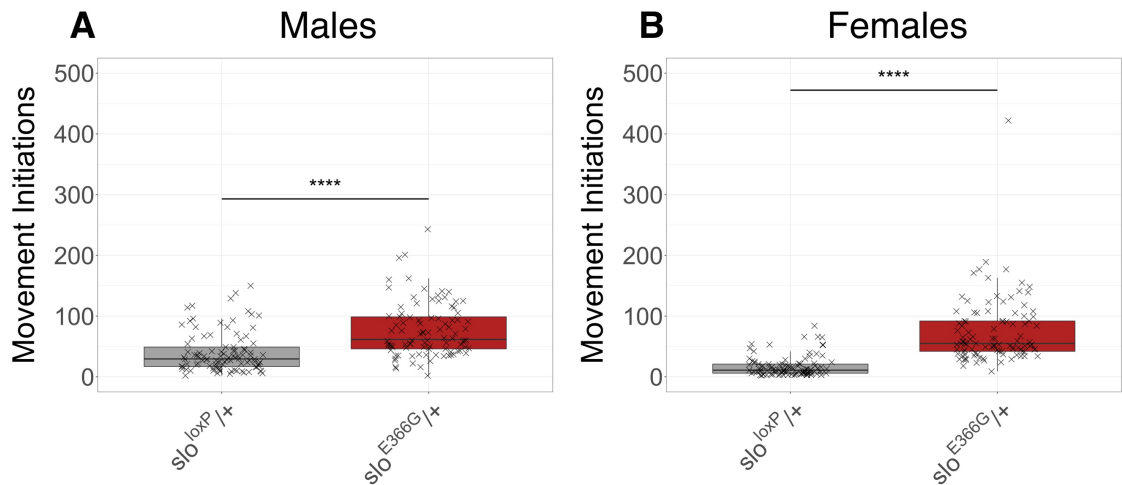 A Males
Movement Initiations
500
400
300
200
100
0
****
slo^loxP/+
slo^E366G/+
B Females
Movement Initiations
500
400
300
200
100
0
****
slo^loxP/+
slo^E366G/+